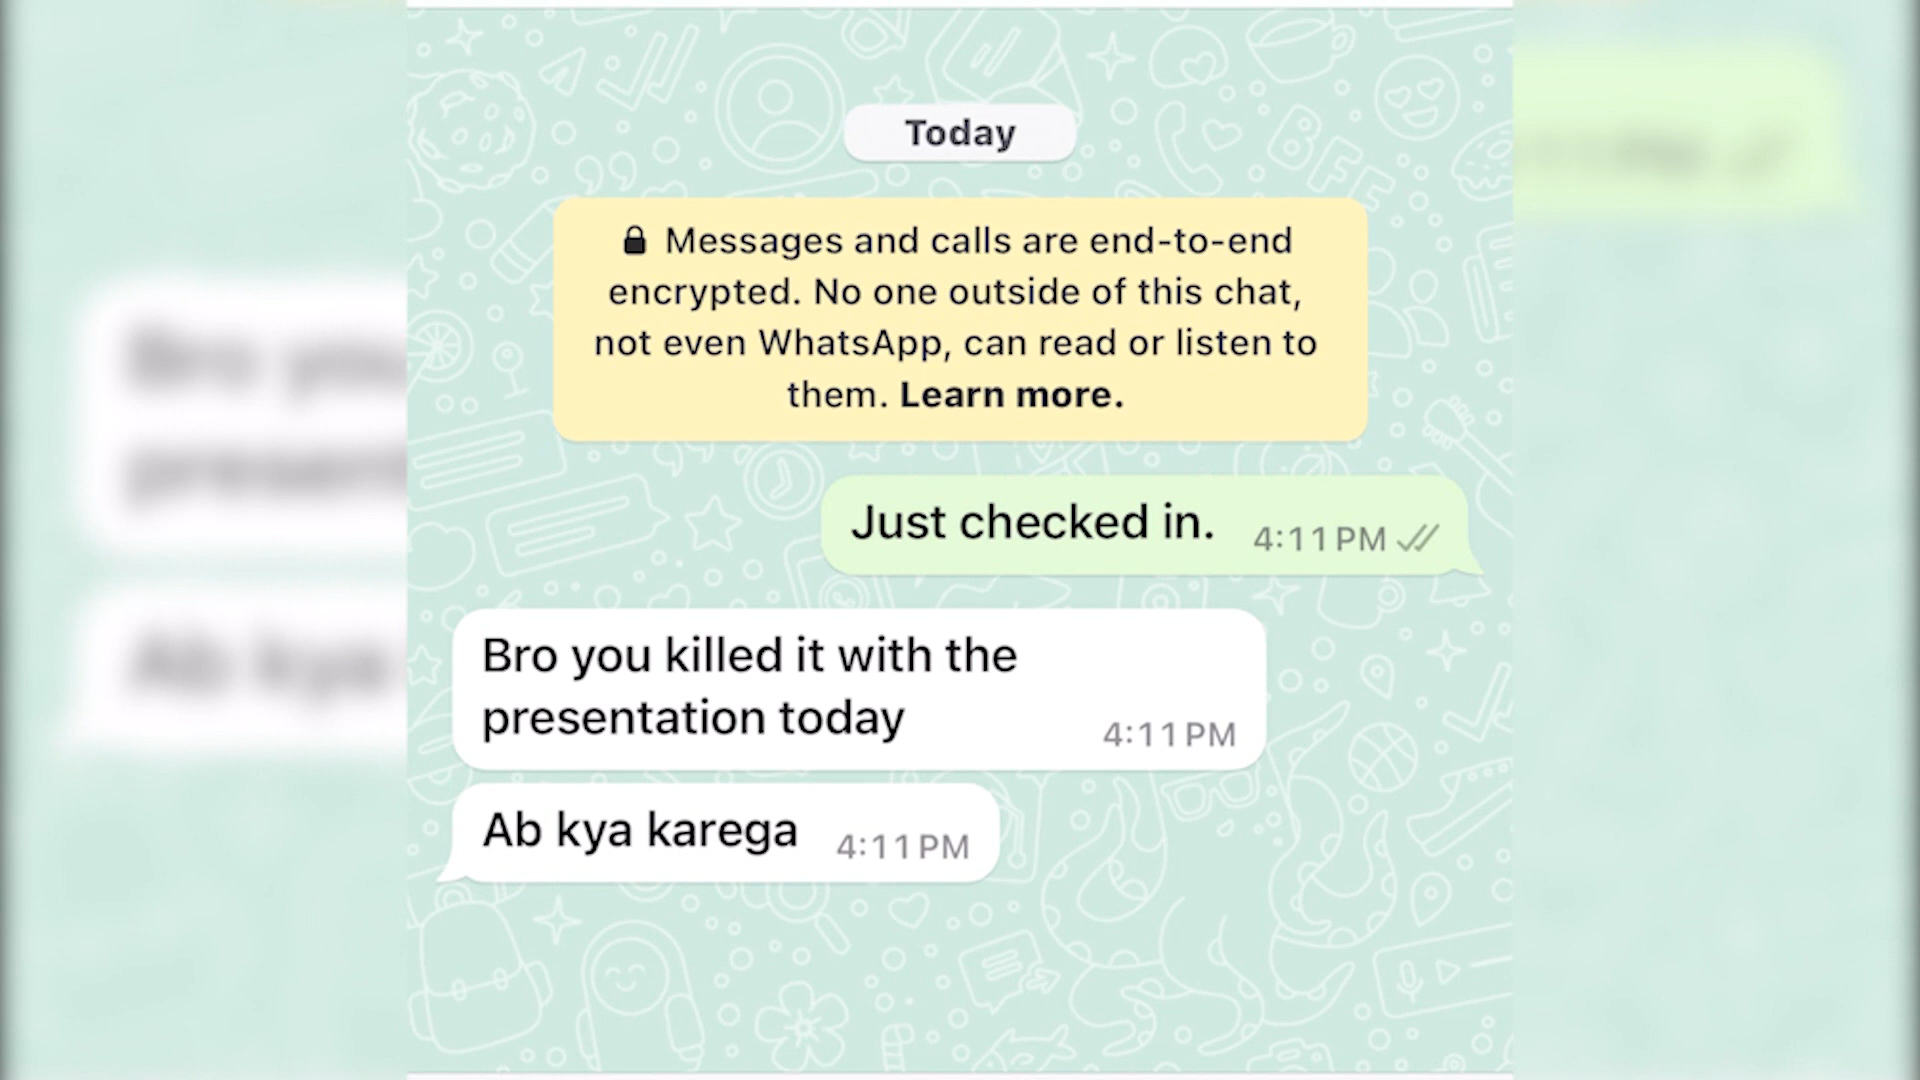 Today
Messages and calls are end-to-end
encrypted. No one outside of this chat,
not even WhatsApp, can read or listen to
them. Learn more.
Just checked in. 4:11 PM
Bro you killed it with the
presentation today 4:11 PM
Ab kya karega 4:11 PM